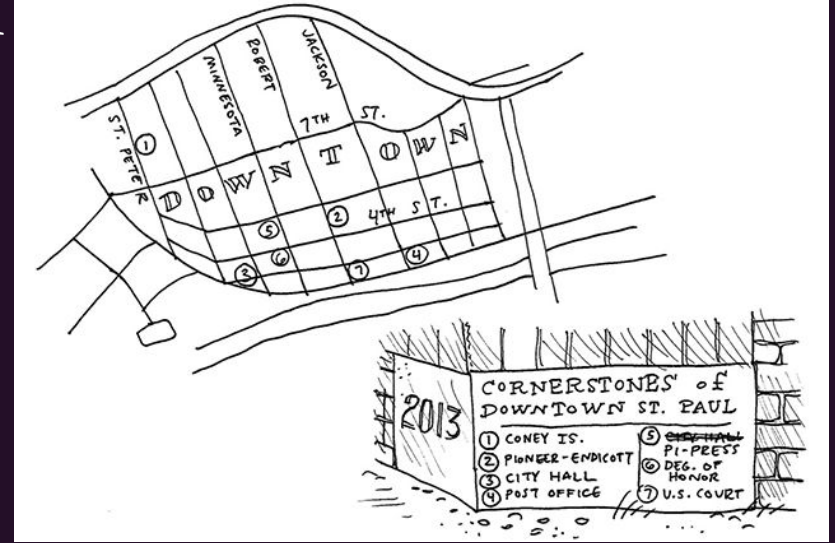 JACKSON
ROBERT
MINNESOTA
ST. PETER
7TH ST.
①
DOWNTOWN
②
4TH ST.
⑤
⑥
③
⑦
④
2013
CORNERSTONES of
DOWNTOWN ST. PAUL
① CONEY IS.
② PIONEER-ENDICOTT
③ CITY HALL
④ POST OFFICE
⑤ CITY HALL
PI-PRESS
⑥ DEG. OF
HONOR
⑦ U.S. COURT